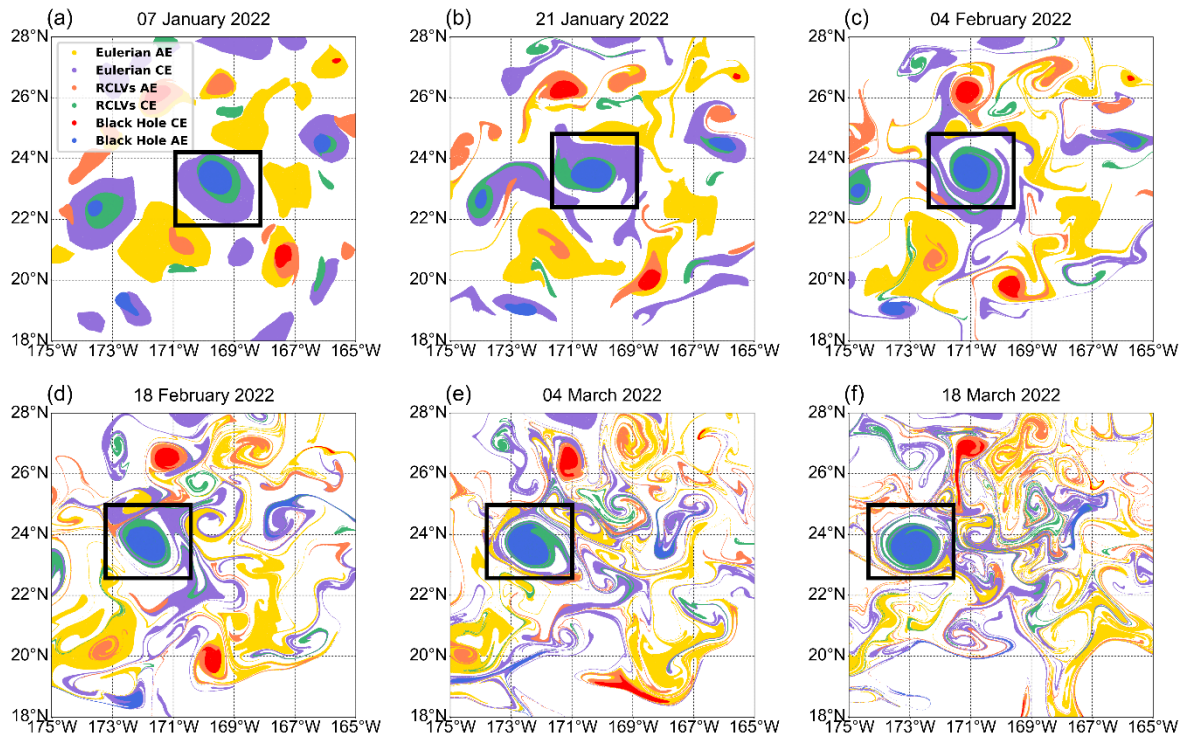 (a) 07 January 2022
(b) 21 January 2022
(c) 04 February 2022
28°N
26°N
24°N
22°N
20°N
18°N
Eulerian AE
Eulerian CE
RCLVs AE
RCLVs CE
Black Hole CE
Black Hole AE
175°W 173°W 171°W 169°W 167°W 165°W
28°N
26°N
24°N
22°N
20°N
18°N
175°W 173°W 171°W 169°W 167°W 165°W
28°N
26°N
24°N
22°N
20°N
18°N
175°W 173°W 171°W 169°W 167°W 165°W
(d) 18 February 2022
(e) 04 March 2022
(f) 18 March 2022
28°N
26°N
24°N
22°N
20°N
18°N
175°W 173°W 171°W 169°W 167°W 165°W
28°N
26°N
24°N
22°N
20°N
18°N
175°W 173°W 171°W 169°W 167°W 165°W
28°N
26°N
24°N
22°N
20°N
18°N
175°W 173°W 171°W 169°W 167°W 165°W